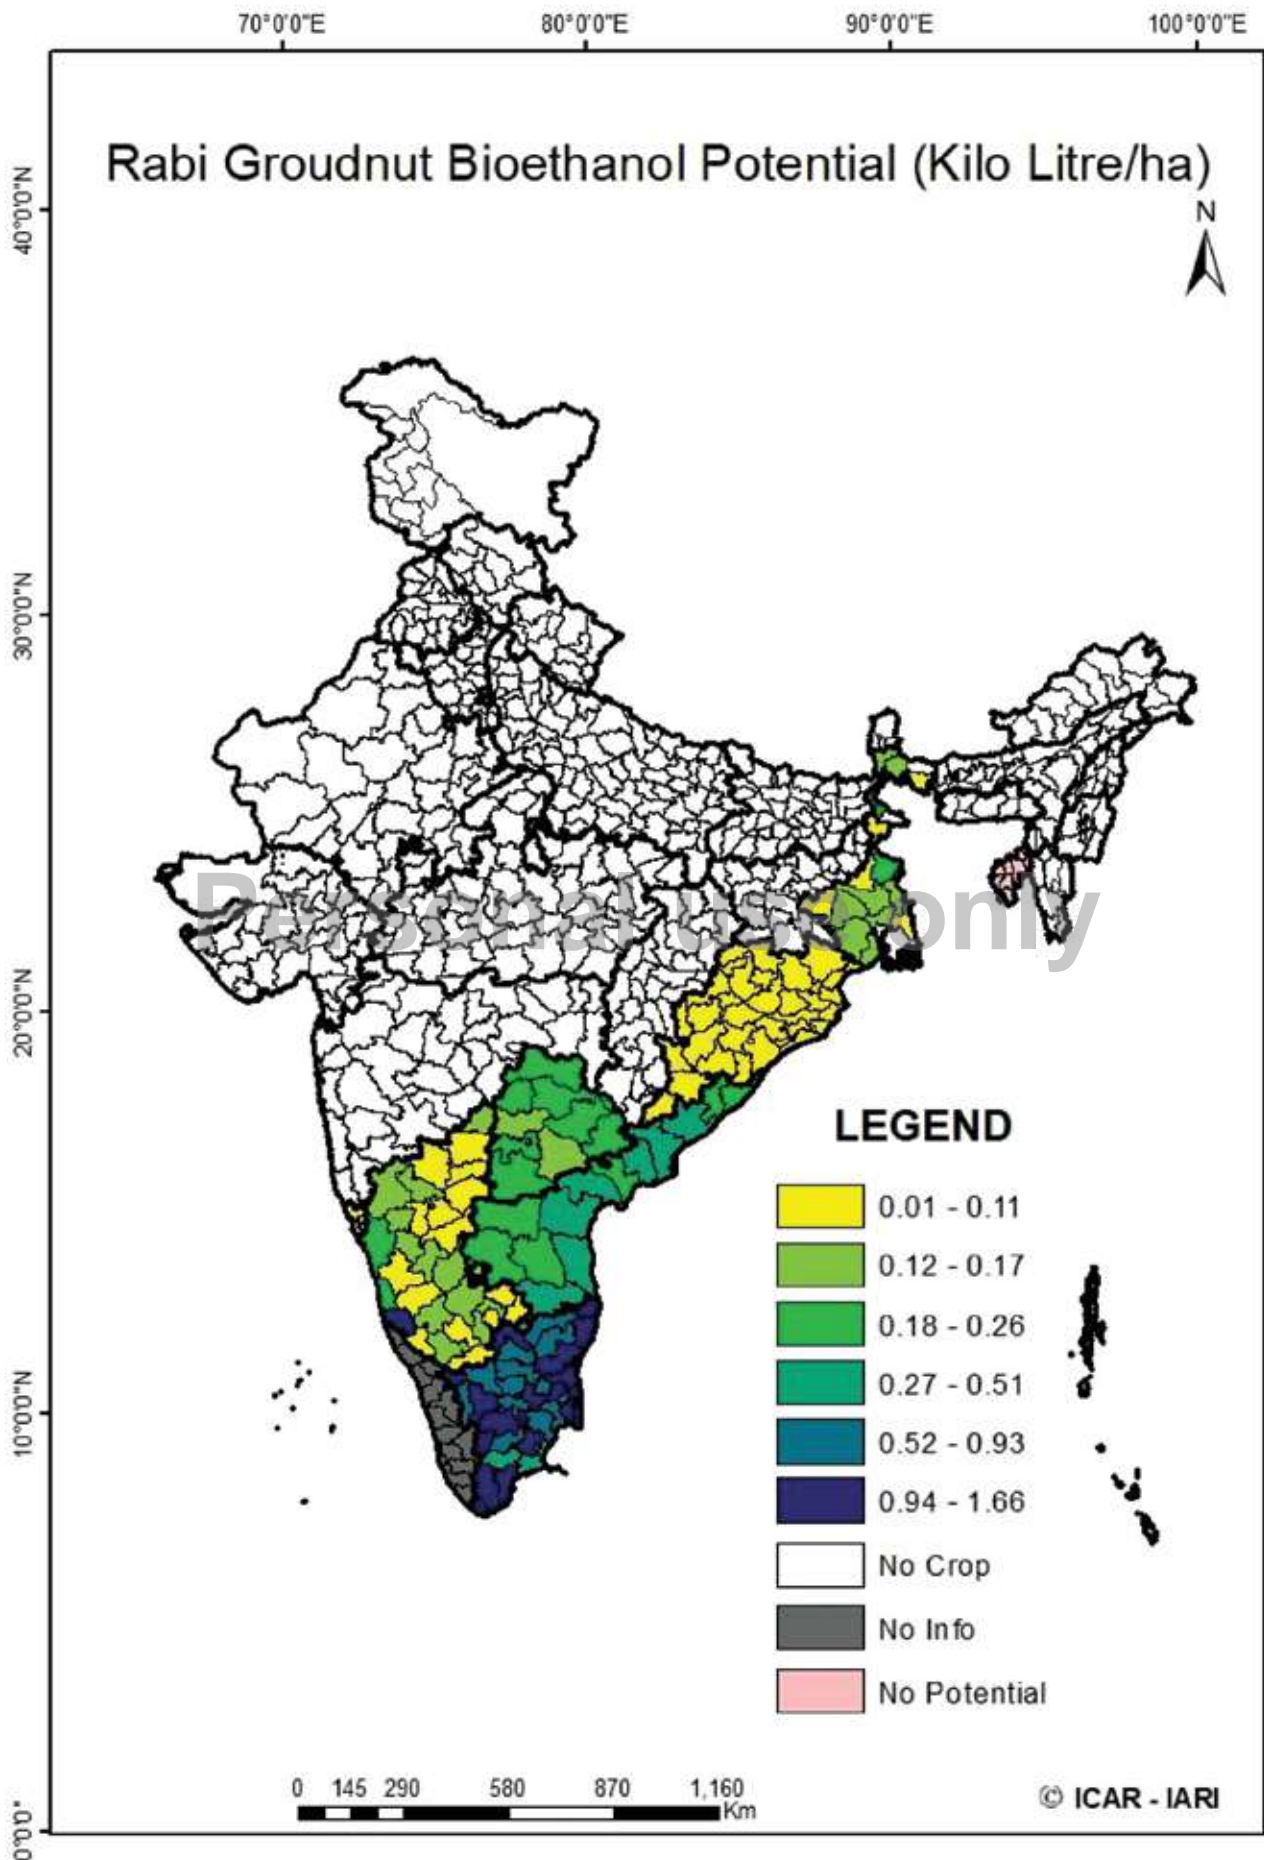 70°0'0"E 80°0'0"E 90°0'0"E 100°0'0"E
Rabi Groudnut Bioethanol Potential (Kilo Litre/ha)
N
40°0'0"N
30°0'0"N
20°0'0"N
10°0'0"N
0°0'0"
Personal use only
LEGEND
0.01 - 0.11
0.12 - 0.17
0.18 - 0.26
0.27 - 0.51
0.52 - 0.93
0.94 - 1.66
No Crop
No Info
No Potential
0 145 290 580 870 1,160
Km
© ICAR - IARI